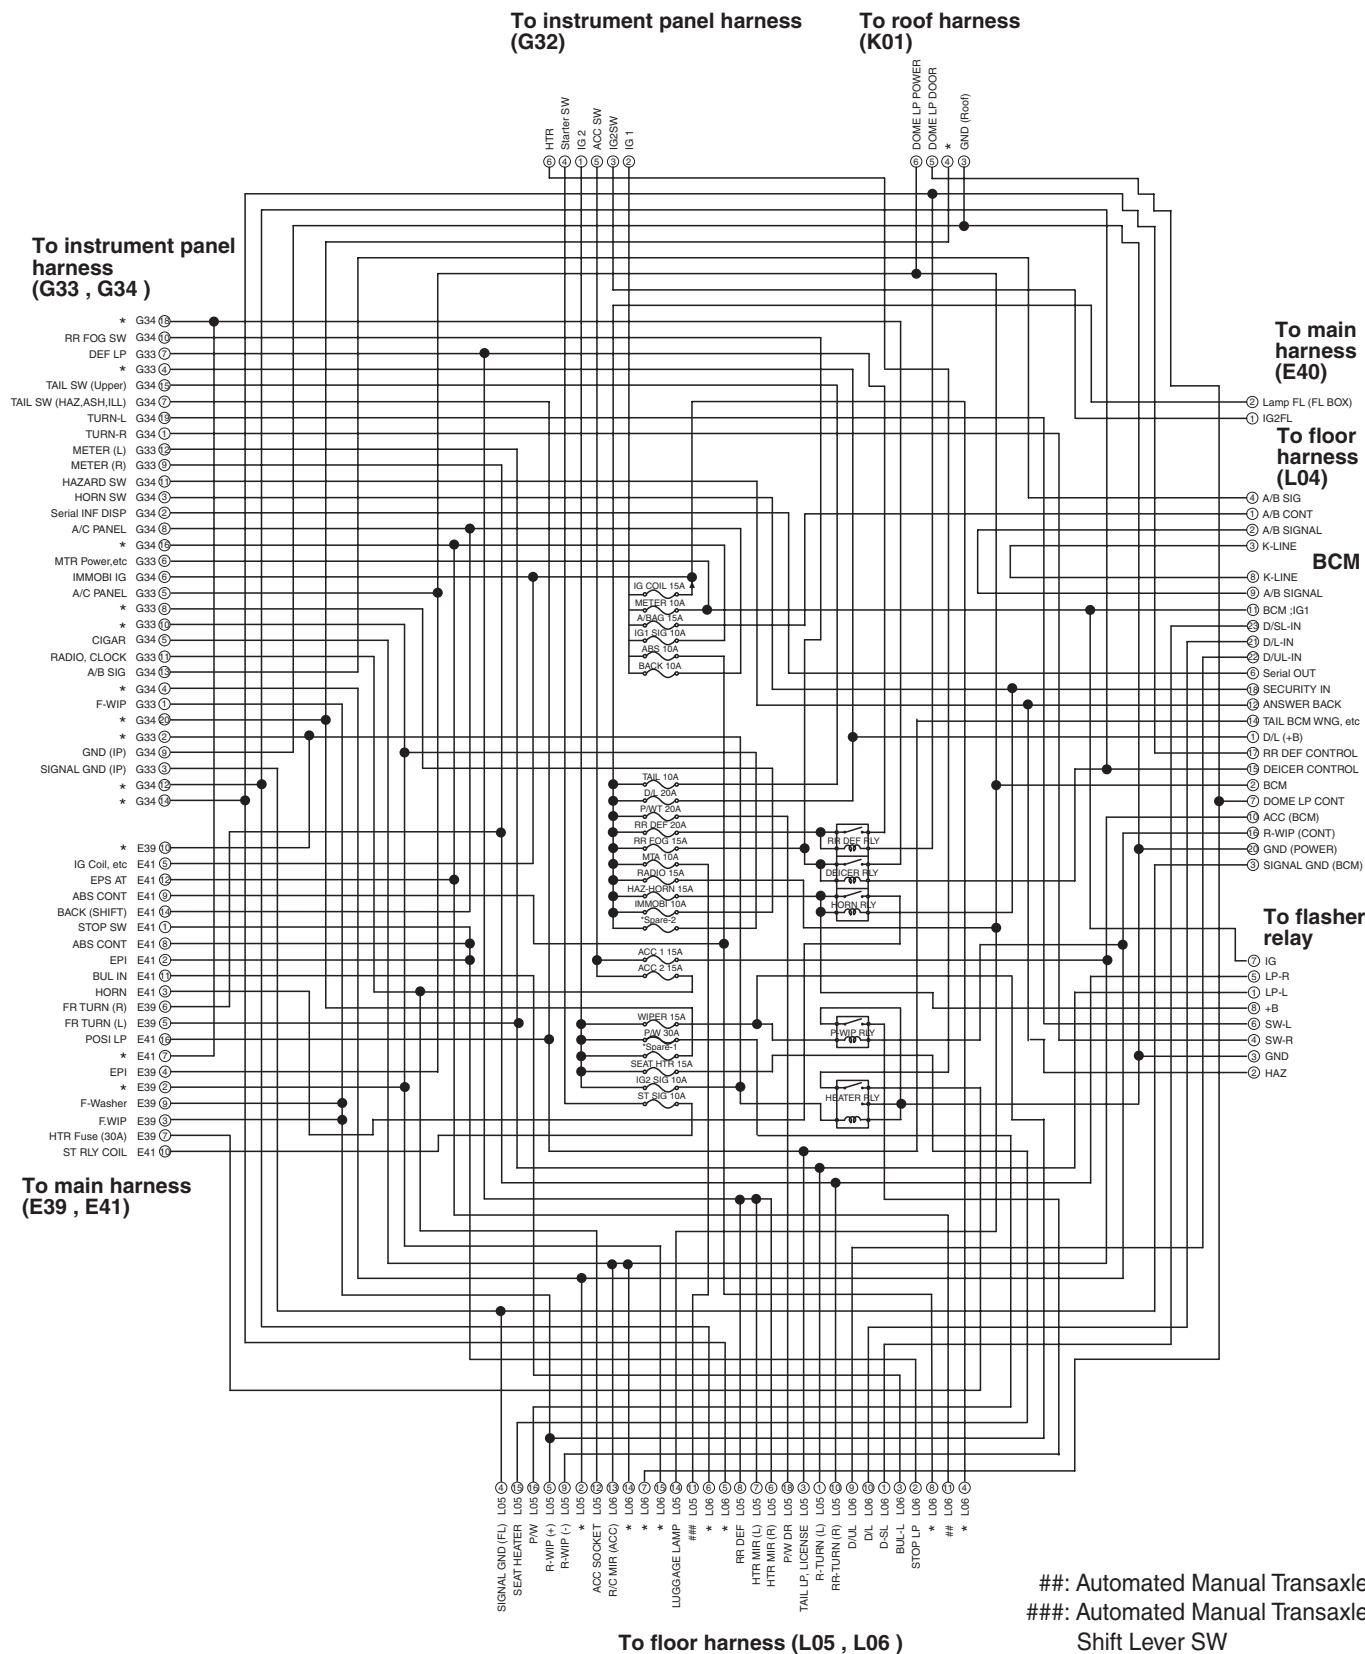 To instrument panel harness
(G32)
To roof harness
(K01)
HTR
Starter SW
IG 2
ACC SW
IG2SW
IG 1
6
4
1
5
3
2
DOME LP POWER
DOME LP DOOR
*
GND (Roof)
6
5
4
3
To instrument panel
harness
(G33 , G34 )
* G34 18
RR FOG SW G34 10
DEF LP G33 7
* G33 4
TAIL SW (Upper) G34 15
TAIL SW (HAZ,ASH,ILL) G34 7
TURN-L G34 19
TURN-R G34 1
METER (L) G33 12
METER (R) G33 9
HAZARD SW G34 11
HORN SW G34 3
Serial INF DISP G34 2
A/C PANEL G34 8
* G34 16
MTR Power,etc G33 6
IMMOBI IG G34 6
A/C PANEL G33 5
* G33 8
* G33 10
CIGAR G34 5
RADIO, CLOCK G33 11
A/B SIG G34 13
* G34 4
F-WIP G33 1
* G34 20
* G33 2
GND (IP) G34 9
SIGNAL GND (IP) G33 3
* G34 12
* G34 14
* E39 10
IG Coil, etc E41 5
EPS AT E41 12
ABS CONT E41 9
BACK (SHIFT) E41 14
STOP SW E41 1
ABS CONT E41 8
EPI E41 2
BUL IN E41 11
HORN E41 3
FR TURN (R) E39 6
FR TURN (L) E39 5
POSI LP E41 16
* E41 7
EPI E39 4
* E39 2
F-Washer E39 9
F.WIP E39 3
HTR Fuse (30A) E39 7
ST RLY COIL E41 10
To main harness
(E39 , E41)
IG COIL 15A
METER 10A
A/BAG 15A
IG1 SIG 10A
ABS 10A
BACK 10A
TAIL 10A
D/L 20A
P/WT 20A
RR DEF 20A
RR FOG 15A
MTA 10A
RADIO 15A
HAZ-HORN 15A
IMMOBI 10A
*Spare-2
ACC 1 15A
ACC 2 15A
WIPER 15A
P/W 30A
*Spare-1
SEAT HTR 15A
IG2 SIG 10A
ST SIG 10A
RR DEF RLY
DEICER RLY
HORN RLY
P-WIP RLY
HEATER RLY
To main
harness
(E40)
2 Lamp FL (FL BOX)
1 IG2FL
To floor
harness
(L04)
4 A/B SIG
1 A/B CONT
2 A/B SIGNAL
3 K-LINE
BCM
8 K-LINE
9 A/B SIGNAL
11 BCM ;IG1
23 D/SL-IN
21 D/L-IN
22 D/UL-IN
6 Serial OUT
18 SECURITY IN
12 ANSWER BACK
14 TAIL BCM WNG, etc
1 D/L (+B)
17 RR DEF CONTROL
15 DEICER CONTROL
2 BCM
7 DOME LP CONT
10 ACC (BCM)
16 R-WIP (CONT)
20 GND (POWER)
3 SIGNAL GND (BCM)
To flasher
relay
7 IG
5 LP-R
1 LP-L
8 +B
6 SW-L
4 SW-R
3 GND
2 HAZ
SIGNAL GND (FL) L05 4
SEAT HEATER L05 15
P/W L05 16
R-WIP (+) L05 5
R-WIP (-) L05 9
* L05 2
ACC SOCKET L05 12
R/C MIR (ACC) L06 13
* L06 14
* L06 7
* L06 15
LUGGAGE LAMP L05 14
### L05 11
* L06 6
* L06 5
RR DEF L05 8
HTR MIR (L) L05 7
HTR MIR (R) L05 6
P/W DR L05 18
TAIL LP, LICENSE L05 3
R-TURN (L) L05 1
RR-TURN (R) L05 10
D/UL L06 9
D/L L06 10
D-SL L06 1
BUL-L L06 3
STOP LP L06 2
* L06 8
## L06 11
* L06 4
To floor harness (L05 , L06 )
##: Automated Manual Transaxle
###: Automated Manual Transaxle
Shift Lever SW